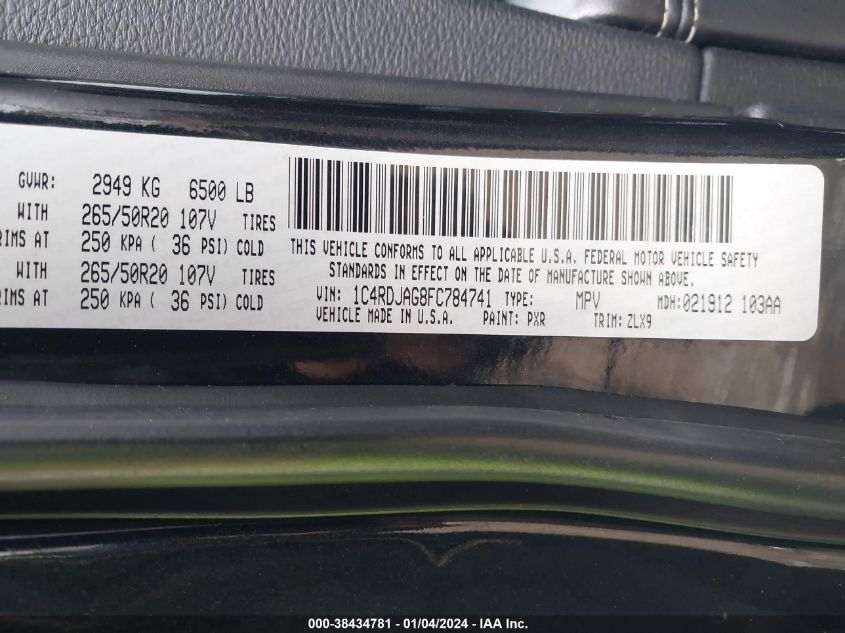 GVWR: 2949 KG 6500 LB
WITH 265/50R20 107V TIRES
RIMS AT 250 KPA ( 36 PSI) COLD
WITH 265/50R20 107V TIRES
RIMS AT 250 KPA ( 36 PSI) COLD
THIS VEHICLE CONFORMS TO ALL APPLICABLE U.S.A. FEDERAL MOTOR VEHICLE SAFETY
STANDARDS IN EFFECT ON THE DATE OF MANUFACTURE SHOWN ABOVE.
VIN: 1C4RDJAG8FC784741 TYPE: MPV MDH:021912 103AA
VEHICLE MADE IN U.S.A. PAINT: PXR TRIM: ZLX9
000-38434781 - 01/04/2024 - IAA Inc.